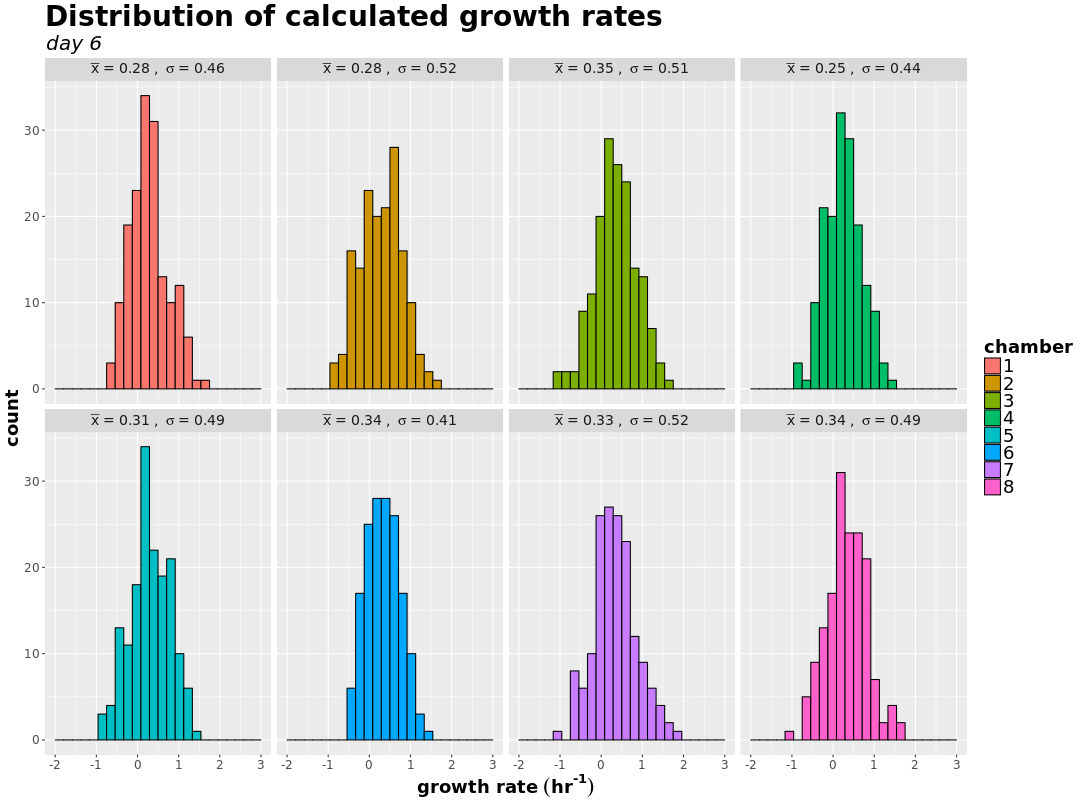 Distribution of calculated growth rates
day 6
x̅ = 0.28 , σ = 0.46
x̅ = 0.28 , σ = 0.52
x̅ = 0.35 , σ = 0.51
x̅ = 0.25 , σ = 0.44
30
20
10
0
x̅ = 0.31 , σ = 0.49
x̅ = 0.34 , σ = 0.41
x̅ = 0.33 , σ = 0.52
x̅ = 0.34 , σ = 0.49
30
20
10
0
count
-2 -1 0 1 2 3
-2 -1 0 1 2 3
-2 -1 0 1 2 3
-2 -1 0 1 2 3
growth rate (hr⁻¹)
chamber
1
2
3
4
5
6
7
8